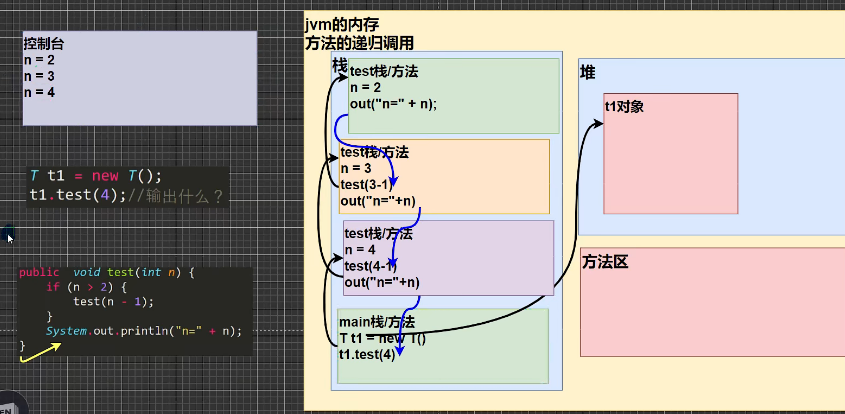 控制台
n = 2
n = 3
n = 4
T t1 = new T();
t1.test(4);//输出什么？
public void test(int n) {
if (n > 2) {
test(n - 1);
}
System.out.println("n=" + n);
}
jvm的内存
方法的递归调用
栈
test栈/方法
n = 2
out("n=" + n);
test栈/方法
n = 3
test(3-1)
out("n="+n)
test栈/方法
n = 4
test(4-1)
out("n="+n)
main栈/方法
T t1 = new T()
t1.test(4)
堆
t1对象
方法区
EN